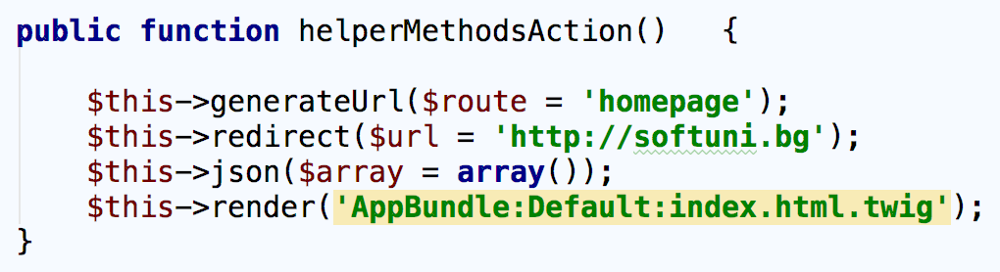 public function helperMethodsAction()   {
$this->generateUrl($route = 'homepage');
$this->redirect($url = 'http://softuni.bg');
$this->json($array = array());
$this->render('AppBundle:Default:index.html.twig');
}